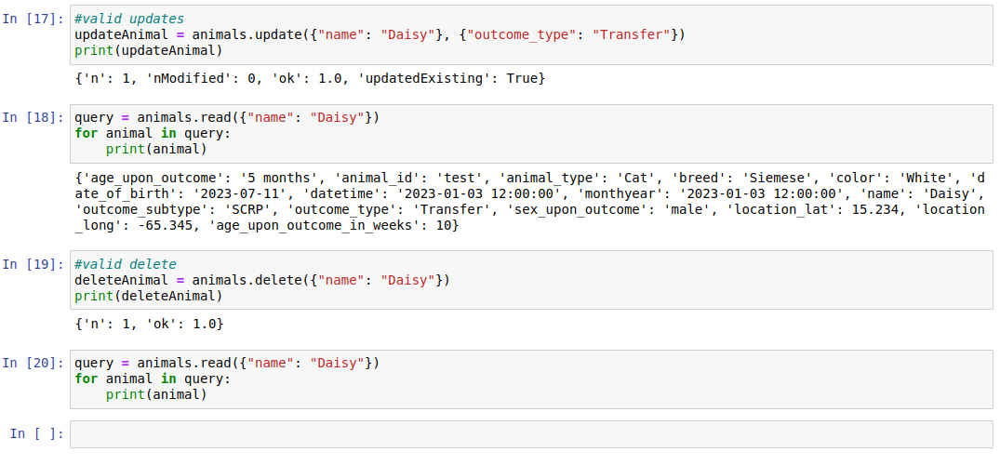 In [17]: #valid updates
updateAnimal = animals.update({"name": "Daisy"}, {"outcome_type": "Transfer"})
print(updateAnimal)
{'n': 1, 'nModified': 0, 'ok': 1.0, 'updatedExisting': True}
In [18]: query = animals.read({"name": "Daisy"})
for animal in query:
    print(animal)
{'age_upon_outcome': '5 months', 'animal_id': 'test', 'animal_type': 'Cat', 'breed': 'Siemese', 'color': 'White', 'd
ate_of_birth': '2023-07-11', 'datetime': '2023-01-03 12:00:00', 'monthyear': '2023-01-03 12:00:00', 'name': 'Daisy',
'outcome_subtype': 'SCRP', 'outcome_type': 'Transfer', 'sex_upon_outcome': 'male', 'location_lat': 15.234, 'location
_long': -65.345, 'age_upon_outcome_in_weeks': 10}
In [19]: #valid delete
deleteAnimal = animals.delete({"name": "Daisy"})
print(deleteAnimal)
{'n': 1, 'ok': 1.0}
In [20]: query = animals.read({"name": "Daisy"})
for animal in query:
    print(animal)
In [ ]: